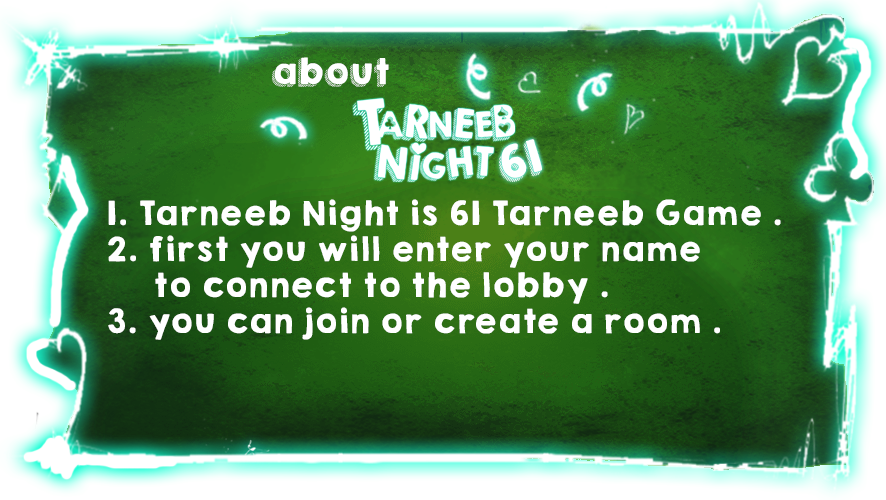 about
TARNEEB
NIGHT 61
1. Tarneeb Night is 61 Tarneeb Game .
2. first you will enter your name
to connect to the lobby .
3. you can join or create a room .